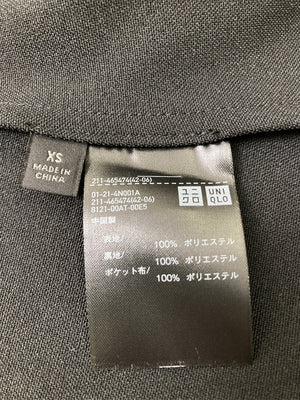 XS
MADE IN
CHINA
211-465474(42-06)
01-21-4N001A
211-465474(42-06)
8121-00AT-00E5
中国製
ユニ
クロ
UNI
QLO
表地/ 100% ポリエステル
裏地/ 100% ポリエステル
ポケット布/ 100% ポリエステル